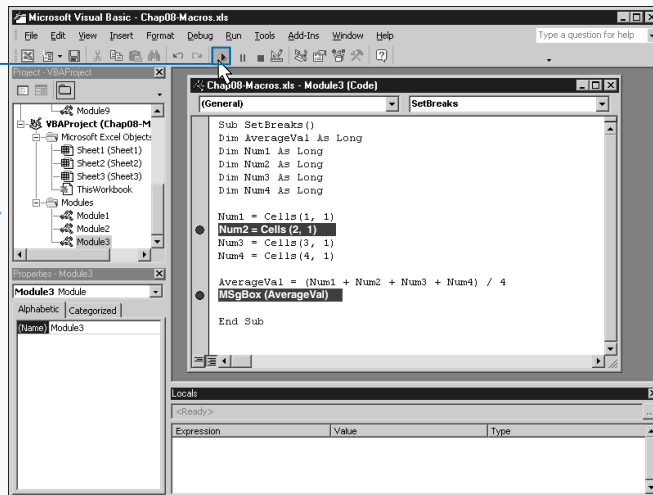 Microsoft Visual Basic - Chap08-Macros.xls
File Edit View Insert Format Debug Run Tools Add-Ins Window Help
Type a question for help
Project - VBAProject
Module9
VBAProject (Chap08-M
Microsoft Excel Objects
Sheet1 (Sheet1)
Sheet2 (Sheet2)
Sheet3 (Sheet3)
ThisWorkbook
Modules
Module1
Module2
Module3
Properties - Module3
Module3 Module
Alphabetic Categorized
(Name) Module3
Chap08-Macros.xls - Module3 (Code)
(General) SetBreaks
Sub SetBreaks()
Dim AverageVal As Long
Dim Num1 As Long
Dim Num2 As Long
Dim Num3 As Long
Dim Num4 As Long
Num1 = Cells(1, 1)
Num2 = Cells (2, 1)
Num3 = Cells(3, 1)
Num4 = Cells(4, 1)
AverageVal = (Num1 + Num2 + Num3 + Num4) / 4
MSgBox (AverageVal)
End Sub
Locals
<Ready>
Expression Value Type